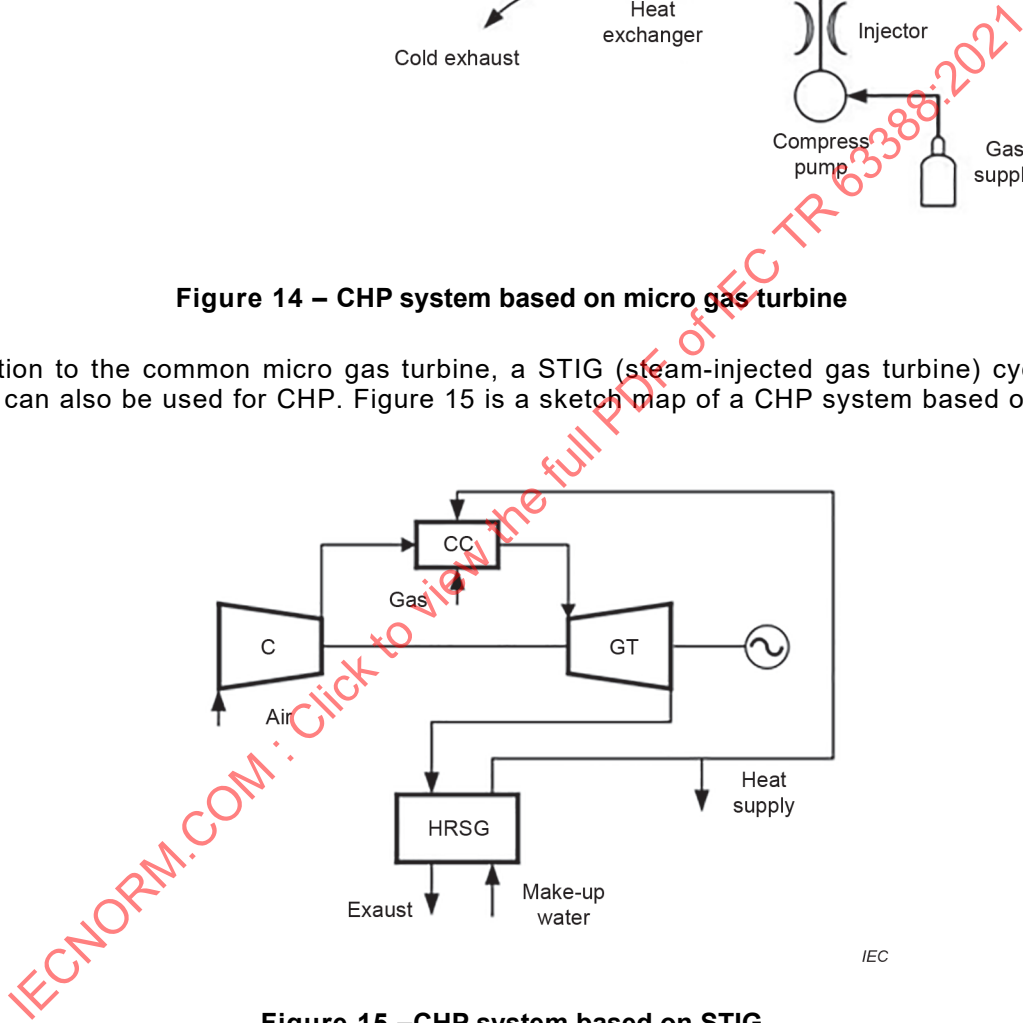 Heat
exchanger
Injector
Cold exhaust
Compress
pump
Gas
suppl
Figure 14 – CHP system based on micro gas turbine
tion to the common micro gas turbine, a STIG (steam-injected gas turbine) cy
can also be used for CHP. Figure 15 is a sketch map of a CHP system based o
CC
Gas
C
GT
Air
Heat
supply
HRSG
Exaust
Make-up
water
IEC
Figure 15 –CHP system based on STIG
IECNORM.COM : Click to view the full PDF of IEC TR 63388:2021